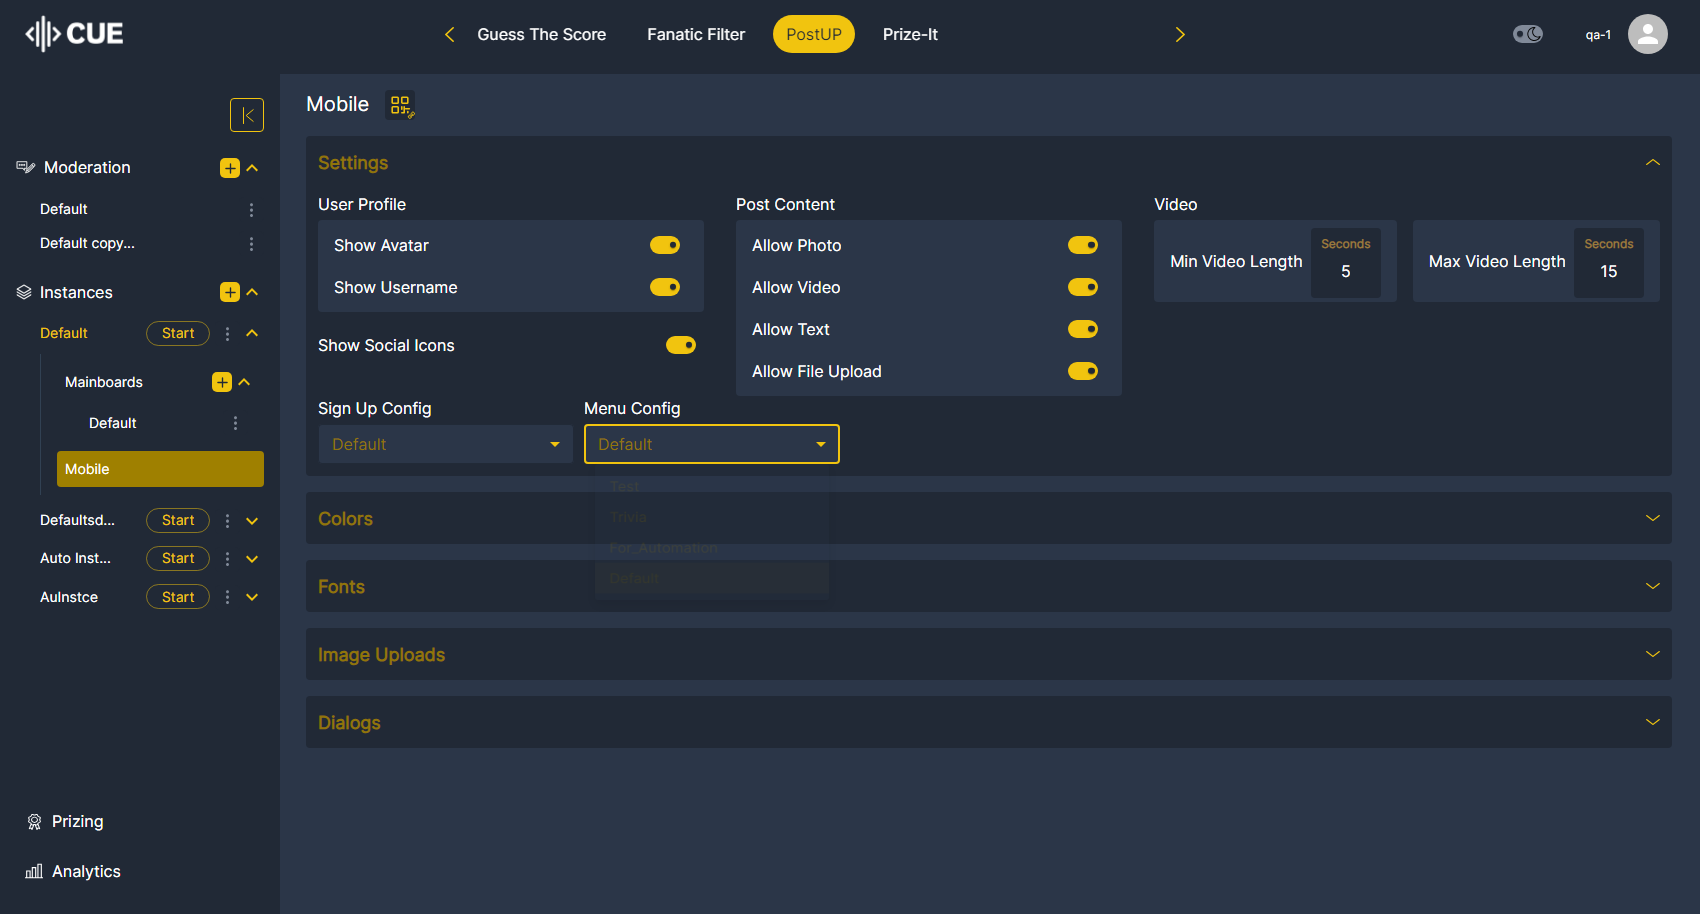 CUE
Guess The Score
Fanatic Filter
PostUP
Prize-It
qa-1
Moderation
Default
Default copy...
Instances
Default
Start
Mainboards
Default
Mobile
Defaultsd...
Start
Auto Inst...
Start
AuInstce
Start
Prizing
Analytics
Mobile
Settings
User Profile
Show Avatar
Show Username
Show Social Icons
Post Content
Allow Photo
Allow Video
Allow Text
Allow File Upload
Video
Min Video Length
Seconds
5
Max Video Length
Seconds
15
Sign Up Config
Default
Menu Config
Default
Test
Trivia
For_Automation
Default
Colors
Fonts
Image Uploads
Dialogs